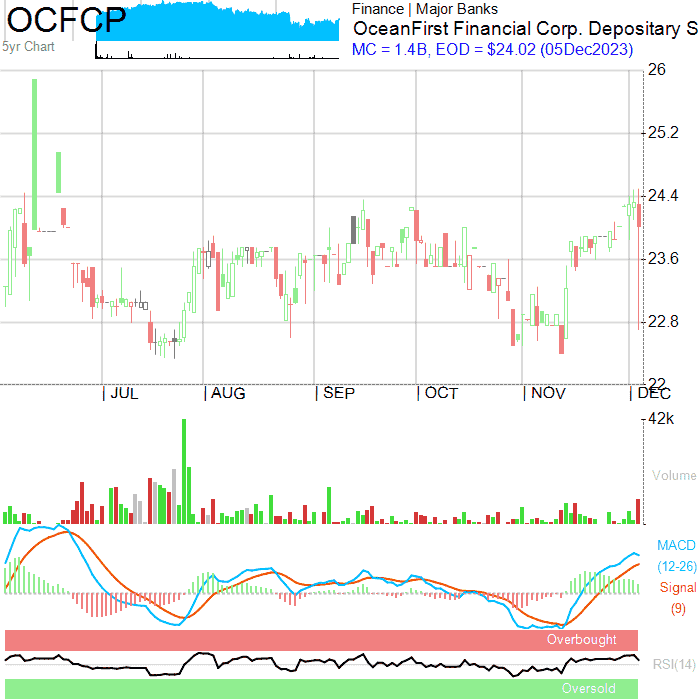 OCFCP
5yr Chart
Finance | Major Banks
OceanFirst Financial Corp. Depositary S
MC = 1.4B, EOD = $24.02 (05Dec2023)
26
25.2
24.4
23.6
22.8
22
JUL AUG SEP OCT NOV DEC
42k
Volume
MACD
(12-26)
Signal
(9)
Overbought
RSI(14)
Oversold